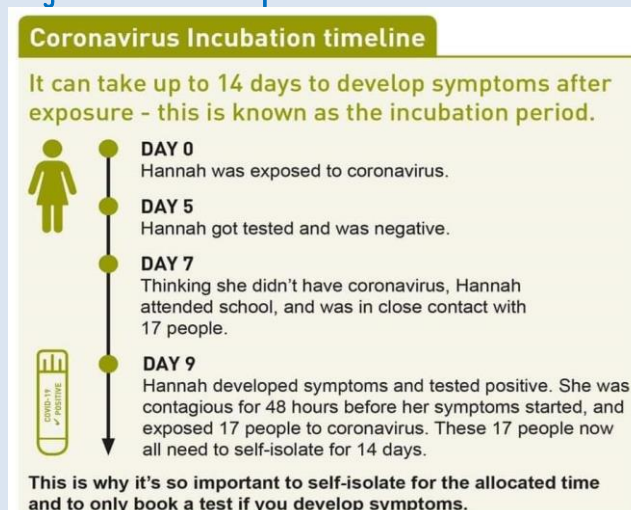 Coronavirus Incubation timeline
It can take up to 14 days to develop symptoms after
exposure - this is known as the incubation period.
DAY 0
Hannah was exposed to coronavirus.
DAY 5
Hannah got tested and was negative.
DAY 7
Thinking she didn't have coronavirus, Hannah
attended school, and was in close contact with
17 people.
DAY 9
Hannah developed symptoms and tested positive. She was
contagious for 48 hours before her symptoms started, and
exposed 17 people to coronavirus. These 17 people now
all need to self-isolate for 14 days.
COVID-19
✓ POSITIVE
This is why it's so important to self-isolate for the allocated time
and to only book a test if you develop symptoms.